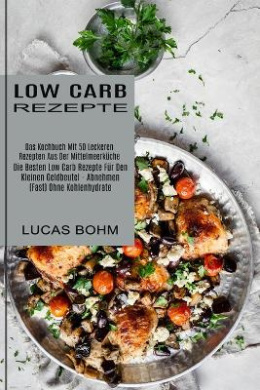 LOW CARB
REZEPTE
Das Kochbuch Mit 50 Leckeren
Rezepten Aus Der Mittelmeerküche
Die Besten Low Carb Rezepte Für Den
Kleinen Geldbeutel - Abnehmen
(Fast) Ohne Kohlenhydrate
LUCAS BOHM